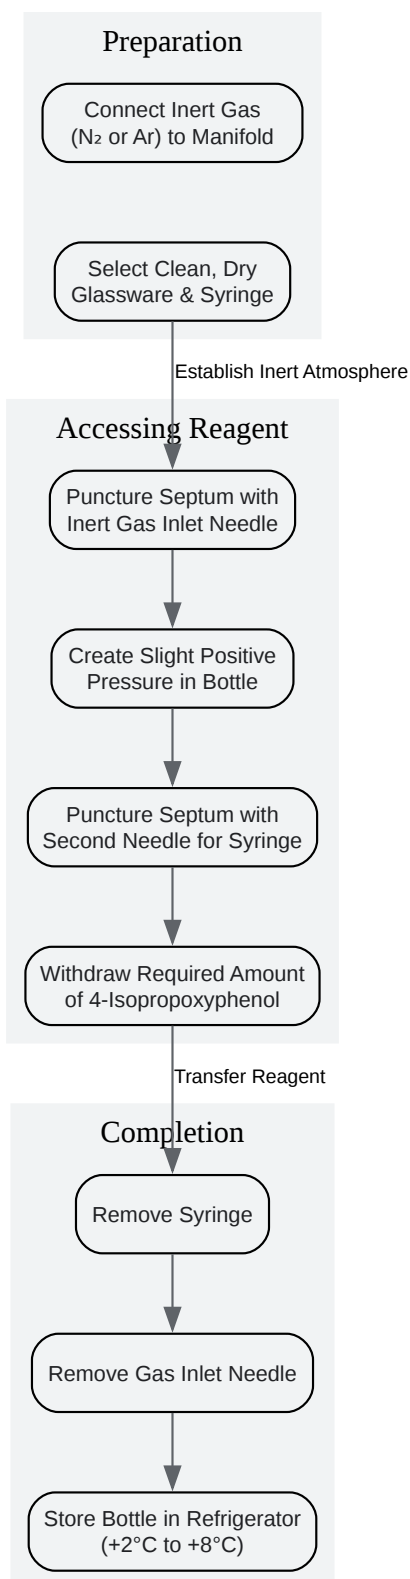 Preparation
Connect Inert Gas
(N₂ or Ar) to Manifold
Select Clean, Dry
Glassware & Syringe
Establish Inert Atmosphere
Accessing Reagent
Puncture Septum with
Inert Gas Inlet Needle
Create Slight Positive
Pressure in Bottle
Puncture Septum with
Second Needle for Syringe
Withdraw Required Amount
of 4-Isopropoxyphenol
Transfer Reagent
Completion
Remove Syringe
Remove Gas Inlet Needle
Store Bottle in Refrigerator
(+2°C to +8°C)